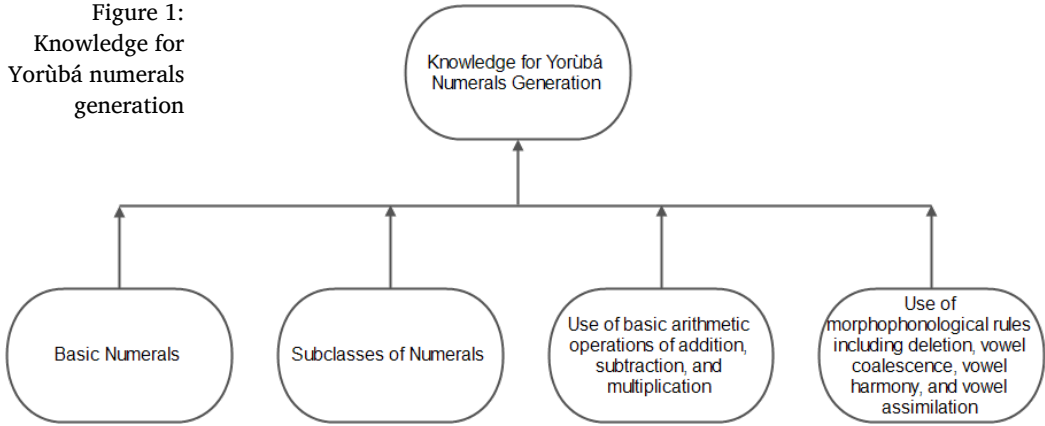 Figure 1:
Knowledge for
Yorùbá numerals
generation
Knowledge for Yorùbá
Numerals Generation
Basic Numerals
Subclasses of Numerals
Use of basic arithmetic
operations of addition,
subtraction, and
multiplication
Use of
morphophonological rules
including deletion, vowel
coalescence, vowel
harmony, and vowel
assimilation